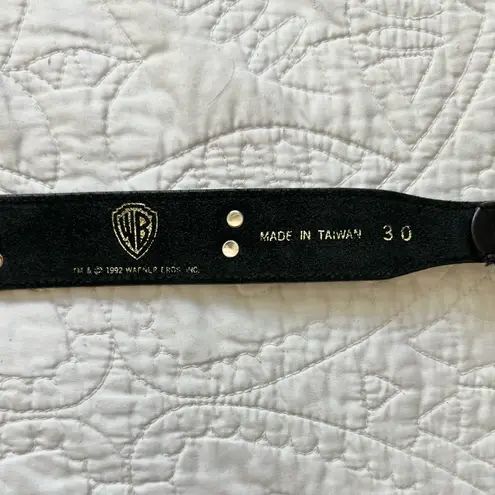 WB
TM & © 1992 WARNER BROS. INC.
MADE IN TAIWAN 30